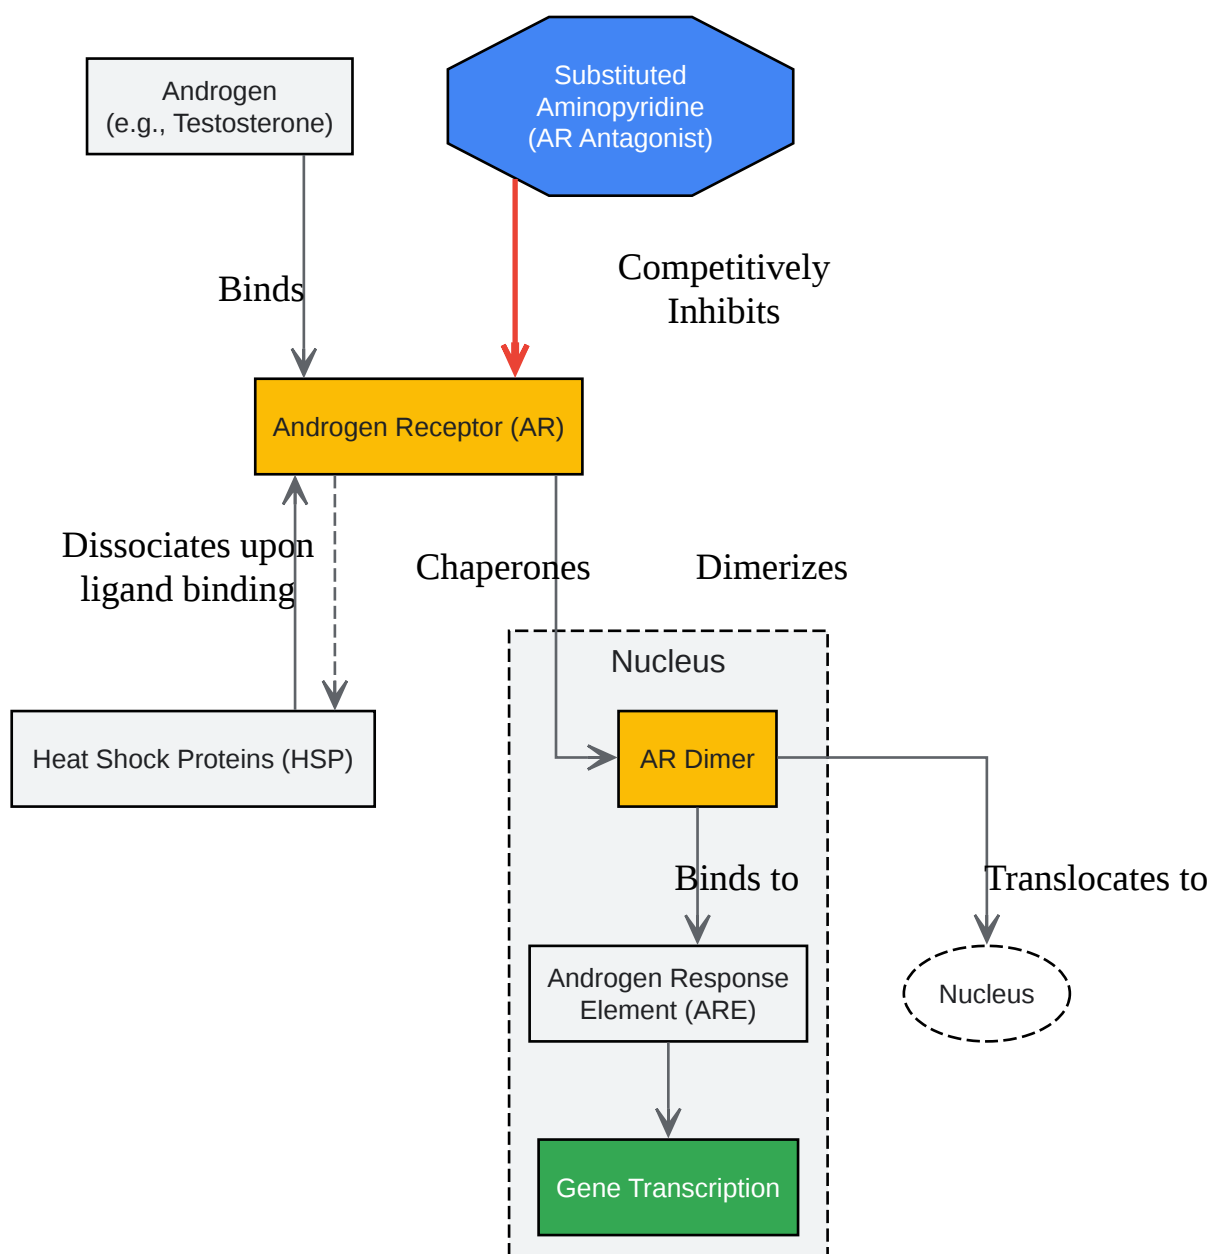 Androgen
(e.g., Testosterone)
Substituted
Aminopyridine
(AR Antagonist)
Binds
Competitively
Inhibits
Androgen Receptor (AR)
Dissociates upon
ligand binding
Chaperones
Dimerizes
Nucleus
Heat Shock Proteins (HSP)
AR Dimer
Binds to
Translocates to
Androgen Response
Element (ARE)
Nucleus
Gene Transcription